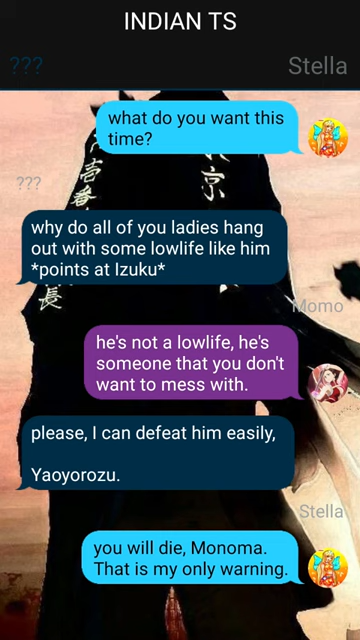 INDIAN TS
???
Stella
what do you want this
time?
???
why do all of you ladies hang
out with some lowlife like him
*points at Izuku*
Momo
he's not a lowlife, he's
someone that you don't
want to mess with.
please, I can defeat him easily,
Yaoyorozu.
Stella
you will die, Monoma.
That is my only warning.